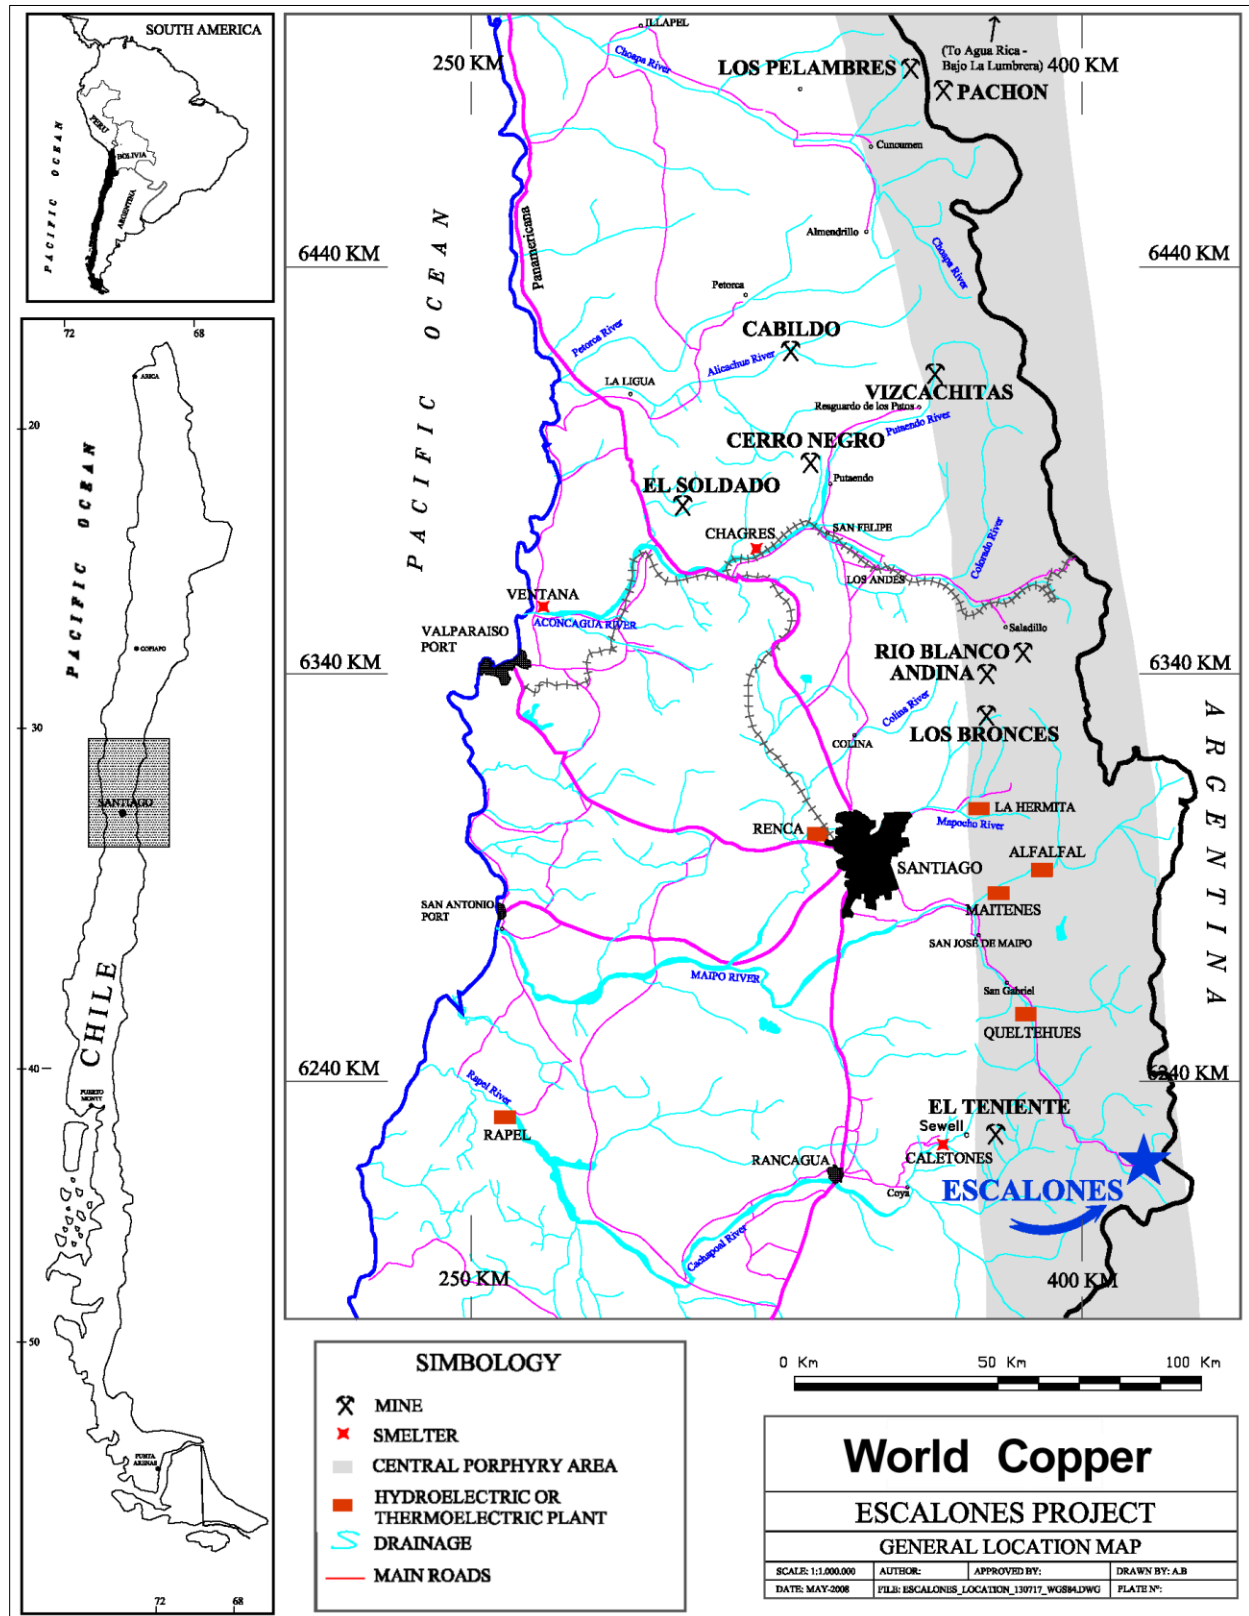 SOUTH AMERICA
PACIFIC OCEAN
PERU
BOLIVIA
ARGENTINA
72
68
ARICA
20
PACIFIC OCEAN
COPIAPO
30
SANTIAGO
CHILE
40
PUERTO
MONTT
50
PUNTA
ARENAS
72
68
ILLAPEL
250 KM
Choapa River
LOS PELAMBRES
(To Agua Rica -
Bajo La Lumbrera)
400 KM
PACHON
Cuncumen
PACIFIC OCEAN
Panamericana
Almendrillo
Choapa River
6440 KM
6440 KM
Petorca
Petorca River
CABILDO
Alicachue River
LA LIGUA
VIZCACHITAS
Resguardo de los Patos
Putaendo River
CERRO NEGRO
EL SOLDADO
Putaendo
CHAGRES
SAN FELIPE
Colorado River
LOS ANDES
VENTANA
ACONCAGUA RIVER
Saladillo
VALPARAISO
PORT
6340 KM
RIO BLANCO
ANDINA
6340 KM
Colina River
COLINA
LOS BRONCES
ARGENTINA
LA HERMITA
Mapocho River
RENCA
SANTIAGO
ALFALFAL
MAITENES
SAN ANTONIO
PORT
SAN JOSÉ DE MAIPO
MAIPO RIVER
San Gabriel
QUELTEHUES
6240 KM
6240 KM
Rapel River
RAPEL
EL TENIENTE
Sewell
CALETONES
RANCAGUA
Coya
ESCALONES
Cachapoal River
250 KM
400 KM
SIMBOLOGY
MINE
SMELTER
CENTRAL PORPHYRY AREA
HYDROELECTRIC OR
THERMOELECTRIC PLANT
DRAINAGE
MAIN ROADS
0 Km
50 Km
100 Km
World Copper
ESCALONES PROJECT
GENERAL LOCATION MAP
SCALE: 1:1.000.000
AUTHOR:
APPROVED BY:
DRAWN BY: A.B
DATE: MAY-2008
FILE: ESCALONES_LOCATION_130717_WGS84.DWG
PLATE Nº: